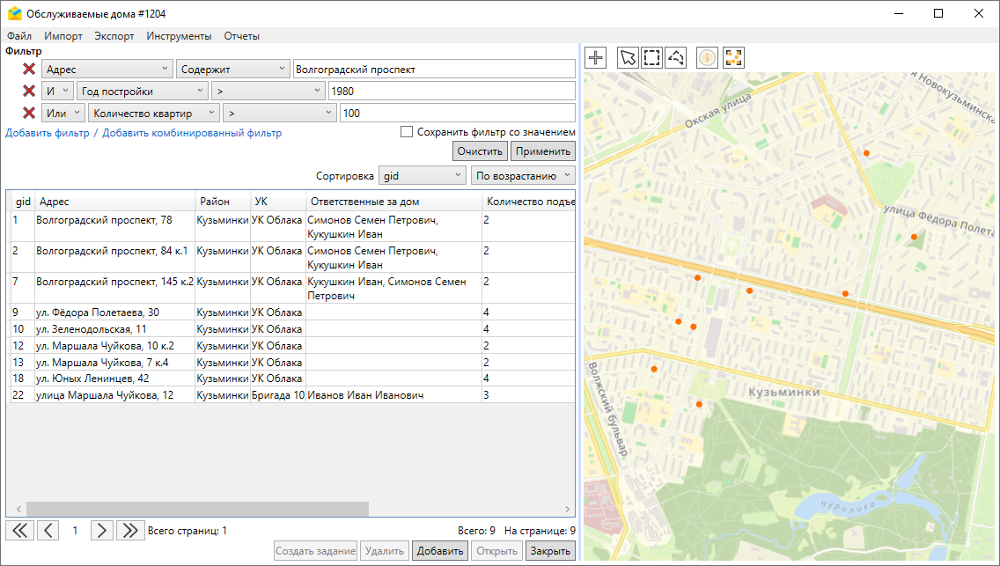 Обслуживаемые дома #1204
Файл Импорт Экспорт Инструменты Отчеты
Фильтр
Адрес Содержит Волгоградский проспект
И Год постройки > 1980
Или Количество квартир > 100
Добавить фильтр / Добавить комбинированный фильтр
Сохранить фильтр со значением
Очистить Применить
Сортировка gid По возрастанию
gid Адрес Район УК Ответственные за дом Количество подъе
1 Волгоградский проспект, 78 Кузьминки УК Облака Симонов Семен Петрович, Кукушкин Иван 2
2 Волгоградский проспект, 84 к.1 Кузьминки УК Облака Симонов Семен Петрович, Кукушкин Иван 2
7 Волгоградский проспект, 145 к.2 Кузьминки УК Облака Кукушкин Иван, Симонов Семен Петрович 2
9 ул. Фёдора Полетаева, 30 Кузьминки УК Облака 4
10 ул. Зеленодольская, 11 Кузьминки УК Облака 4
12 ул. Маршала Чуйкова, 10 к.2 Кузьминки УК Облака 2
13 ул. Маршала Чуйкова, 7 к.4 Кузьминки УК Облака 2
18 ул. Юных Ленинцев, 42 Кузьминки УК Облака 4
22 улица Маршала Чуйкова, 12 Кузьминки Бригада 10 Иванов Иван Иванович 3
1 Всего страниц: 1 Всего: 9 На странице: 9
Создать задание Удалить Добавить Открыть Закрыть
Окская улица
я Новокузьминска
улица Фёдора Полета
Волжский бульвар
Кузьминки
Чурилиха